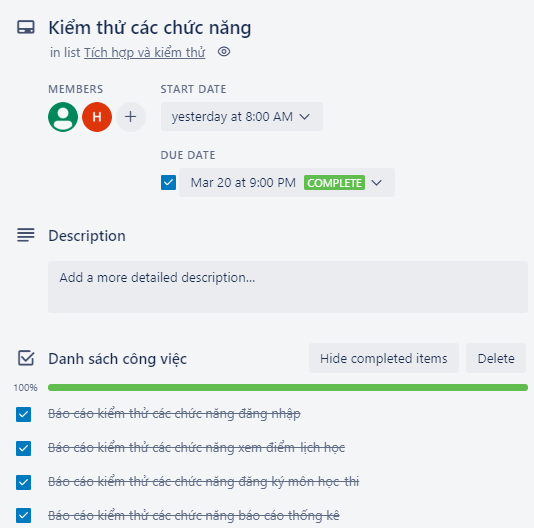 Kiểm thử các chức năng
in list Tích hợp và kiểm thử
MEMBERS
START DATE
H
yesterday at 8:00 AM
DUE DATE
Mar 20 at 9:00 PM COMPLETE
Description
Add a more detailed description...
Danh sách công việc
Hide completed items
Delete
100%
Báo cáo kiểm thử các chức năng đăng nhập
Báo cáo kiểm thử các chức năng xem điểm-lịch học
Báo cáo kiểm thử các chức năng đăng ký môn học-thi
Báo cáo kiểm thử các chức năng báo cáo thống kê